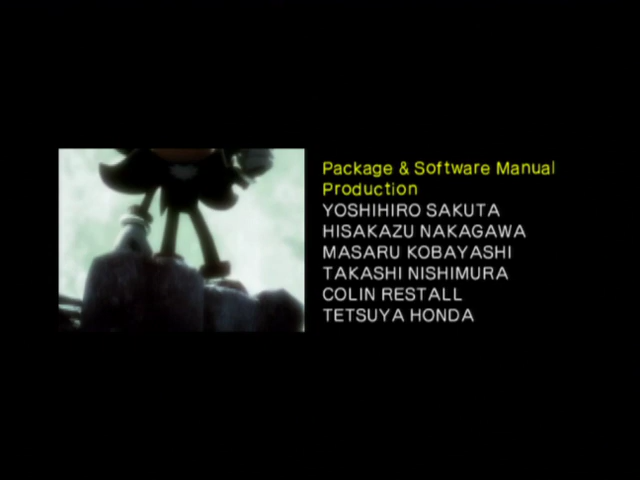 Package & Software Manual
Production
YOSHIHIRO SAKUTA
HISAKAZU NAKAGAWA
MASARU KOBAYASHI
TAKASHI NISHIMURA
COLIN RESTALL
TETSUYA HONDA